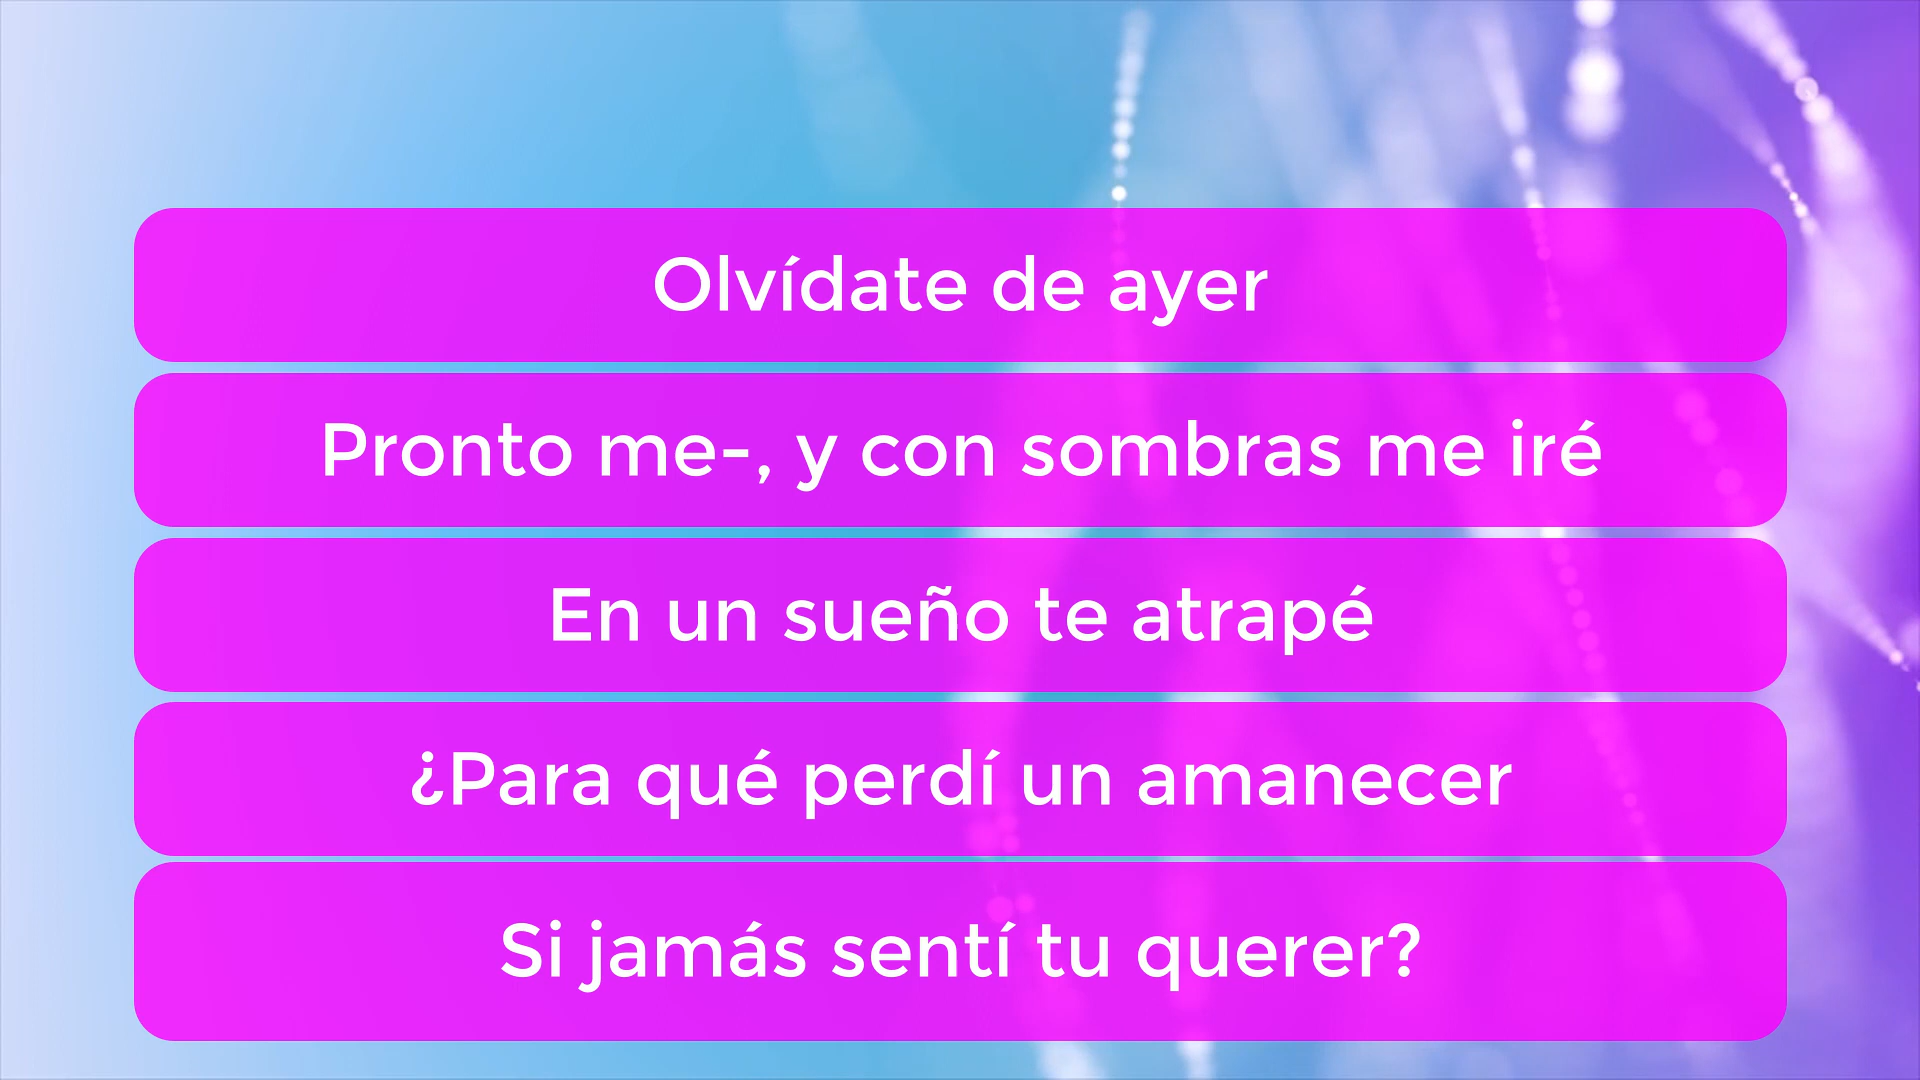 Olvídate de ayer
Pronto me-, y con sombras me iré
En un sueño te atrapé
¿Para qué perdí un amanecer
Si jamás sentí tu querer?